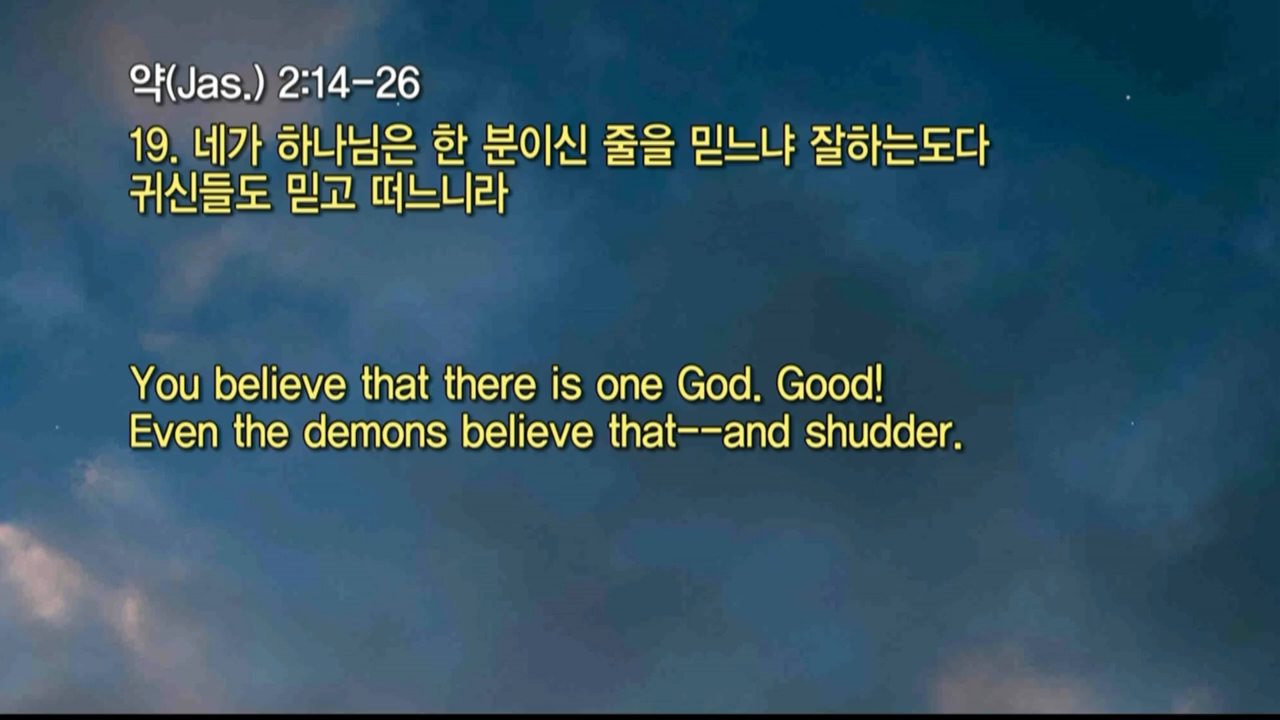 약(Jas.) 2:14-26
19. 네가 하나님은 한 분이신 줄을 믿느냐 잘하는도다
귀신들도 믿고 떠느니라
You believe that there is one God. Good!
Even the demons believe that--and shudder.